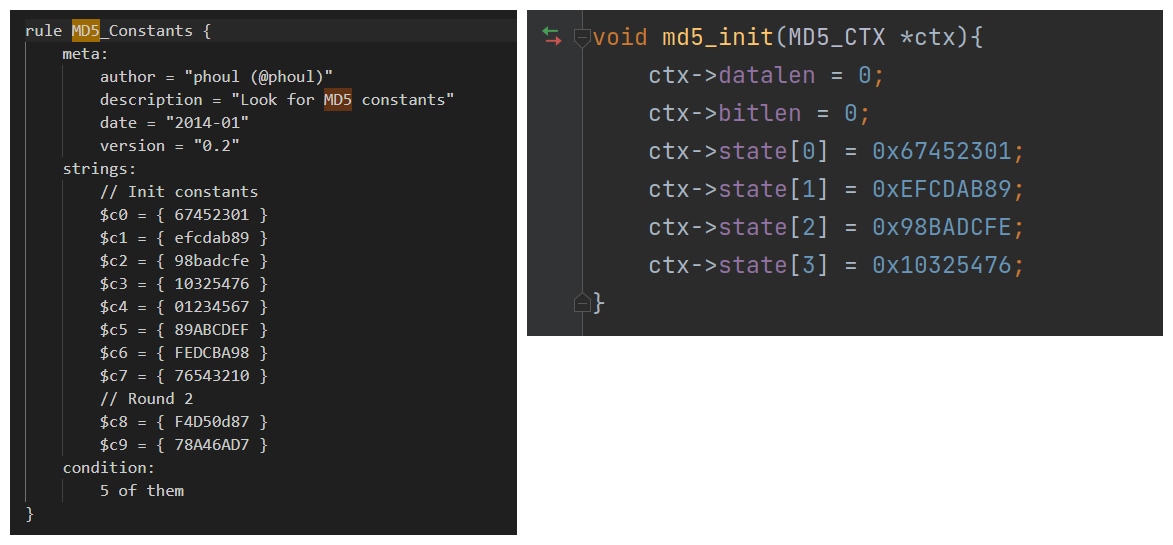 rule MD5_Constants {
meta:
author = "phoul (@phoul)"
description = "Look for MD5 constants"
date = "2014-01"
version = "0.2"
strings:
// Init constants
$c0 = { 67452301 }
$c1 = { efcdab89 }
$c2 = { 98badcfe }
$c3 = { 10325476 }
$c4 = { 01234567 }
$c5 = { 89ABCDEF }
$c6 = { FEDCBA98 }
$c7 = { 76543210 }
// Round 2
$c8 = { F4D50d87 }
$c9 = { 78A46AD7 }
condition:
5 of them
}
void md5_init(MD5_CTX *ctx){
ctx->datalen = 0;
ctx->bitlen = 0;
ctx->state[0] = 0x67452301;
ctx->state[1] = 0xEFCDAB89;
ctx->state[2] = 0x98BADCFE;
ctx->state[3] = 0x10325476;
}